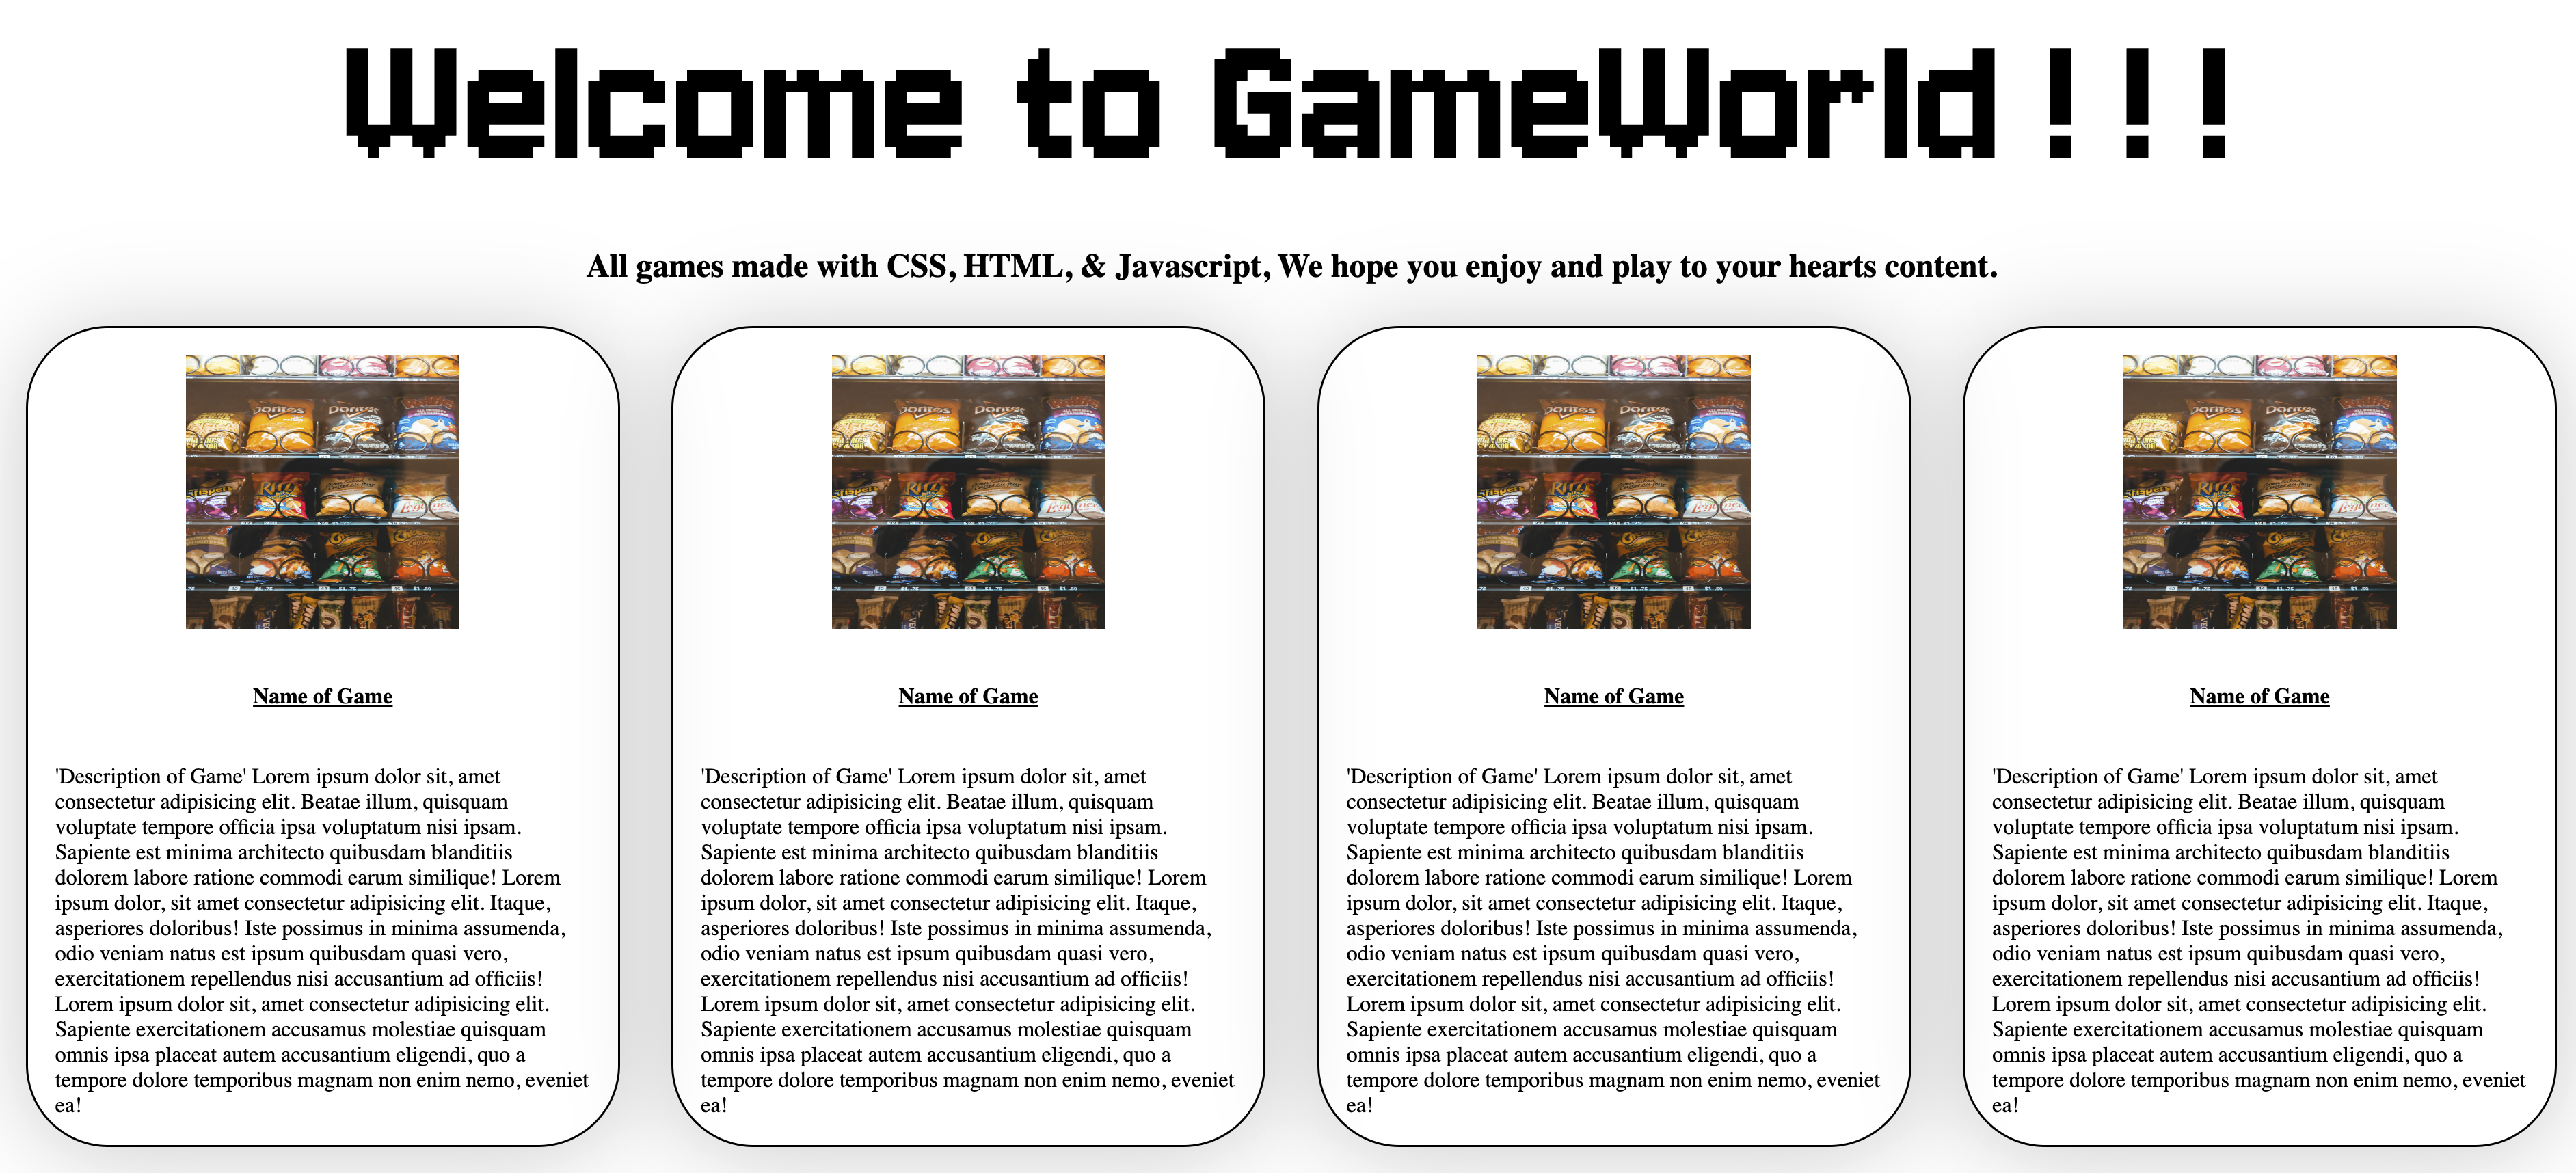 Welcome to GameWorld ! ! !
All games made with CSS, HTML, & Javascript, We hope you enjoy and play to your hearts content.
Doritos Doritos
RITZ
Name of Game
'Description of Game' Lorem ipsum dolor sit, amet
consectetur adipisicing elit. Beatae illum, quisquam
voluptate tempore officia ipsa voluptatum nisi ipsam.
Sapiente est minima architecto quibusdam blanditiis
dolorem labore ratione commodi earum similique! Lorem
ipsum dolor, sit amet consectetur adipisicing elit. Itaque,
asperiores doloribus! Iste possimus in minima assumenda,
odio veniam natus est ipsum quibusdam quasi vero,
exercitationem repellendus nisi accusantium ad officiis!
Lorem ipsum dolor sit, amet consectetur adipisicing elit.
Sapiente exercitationem accusamus molestiae quisquam
omnis ipsa placeat autem accusantium eligendi, quo a
tempore dolore temporibus magnam non enim nemo, eveniet
ea!
Doritos Doritos
RITZ
Name of Game
'Description of Game' Lorem ipsum dolor sit, amet
consectetur adipisicing elit. Beatae illum, quisquam
voluptate tempore officia ipsa voluptatum nisi ipsam.
Sapiente est minima architecto quibusdam blanditiis
dolorem labore ratione commodi earum similique! Lorem
ipsum dolor, sit amet consectetur adipisicing elit. Itaque,
asperiores doloribus! Iste possimus in minima assumenda,
odio veniam natus est ipsum quibusdam quasi vero,
exercitationem repellendus nisi accusantium ad officiis!
Lorem ipsum dolor sit, amet consectetur adipisicing elit.
Sapiente exercitationem accusamus molestiae quisquam
omnis ipsa placeat autem accusantium eligendi, quo a
tempore dolore temporibus magnam non enim nemo, eveniet
ea!
Doritos Doritos
RITZ
Name of Game
'Description of Game' Lorem ipsum dolor sit, amet
consectetur adipisicing elit. Beatae illum, quisquam
voluptate tempore officia ipsa voluptatum nisi ipsam.
Sapiente est minima architecto quibusdam blanditiis
dolorem labore ratione commodi earum similique! Lorem
ipsum dolor, sit amet consectetur adipisicing elit. Itaque,
asperiores doloribus! Iste possimus in minima assumenda,
odio veniam natus est ipsum quibusdam quasi vero,
exercitationem repellendus nisi accusantium ad officiis!
Lorem ipsum dolor sit, amet consectetur adipisicing elit.
Sapiente exercitationem accusamus molestiae quisquam
omnis ipsa placeat autem accusantium eligendi, quo a
tempore dolore temporibus magnam non enim nemo, eveniet
ea!
Doritos Doritos
RITZ
Name of Game
'Description of Game' Lorem ipsum dolor sit, amet
consectetur adipisicing elit. Beatae illum, quisquam
voluptate tempore officia ipsa voluptatum nisi ipsam.
Sapiente est minima architecto quibusdam blanditiis
dolorem labore ratione commodi earum similique! Lorem
ipsum dolor, sit amet consectetur adipisicing elit. Itaque,
asperiores doloribus! Iste possimus in minima assumenda,
odio veniam natus est ipsum quibusdam quasi vero,
exercitationem repellendus nisi accusantium ad officiis!
Lorem ipsum dolor sit, amet consectetur adipisicing elit.
Sapiente exercitationem accusamus molestiae quisquam
omnis ipsa placeat autem accusantium eligendi, quo a
tempore dolore temporibus magnam non enim nemo, eveniet
ea!